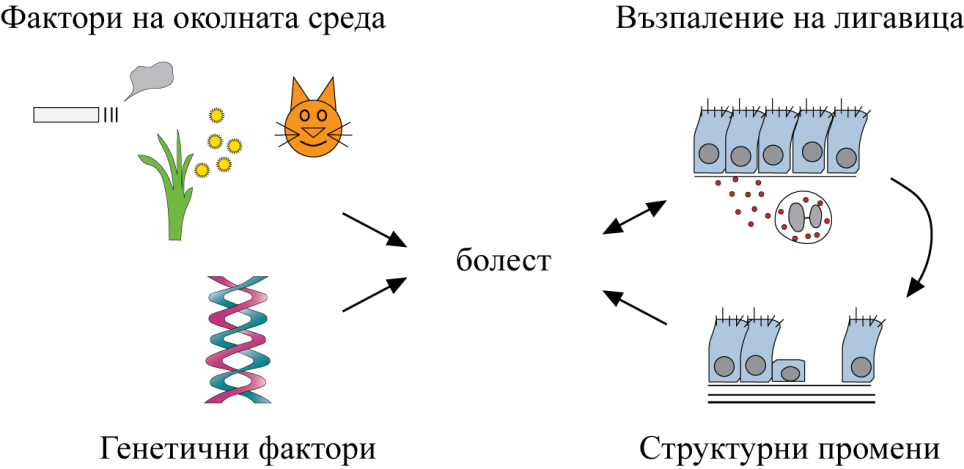 Фактори на околната среда
Възпаление на лигавица
болест
Генетични фактори
Структурни промени